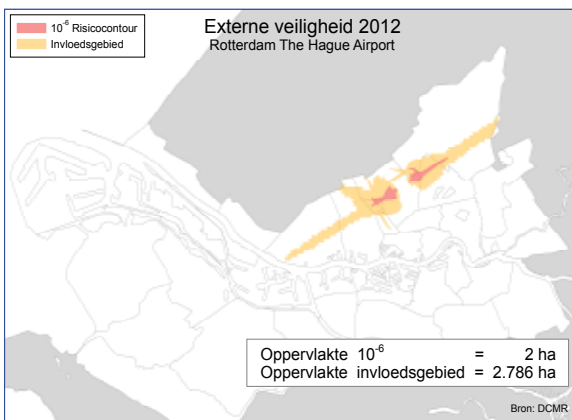 10⁻⁶ Risicocontour
Invloedsgebied
Externe veiligheid 2012
Rotterdam The Hague Airport
Oppervlakte 10⁻⁶ = 2 ha
Oppervlakte invloedsgebied = 2.786 ha
Bron: DCMR